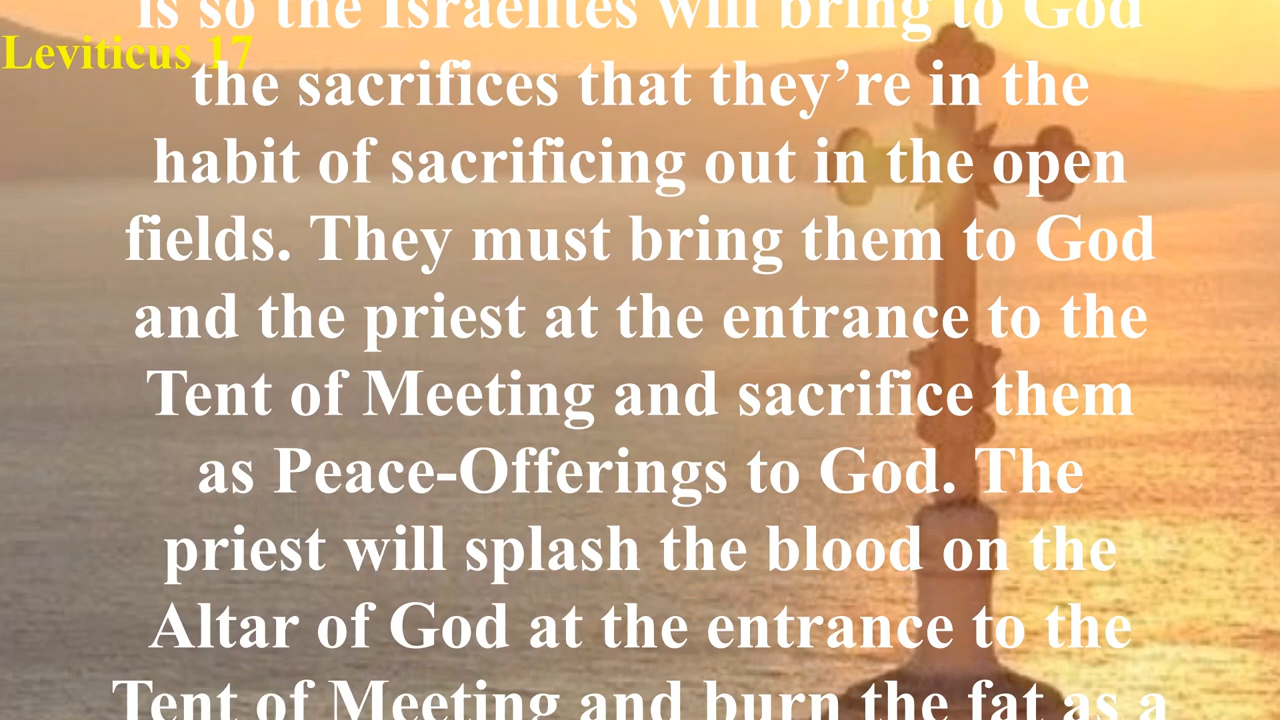 is so the Israelites will bring to God
Leviticus 17
the sacrifices that they’re in the
habit of sacrificing out in the open
fields. They must bring them to God
and the priest at the entrance to the
Tent of Meeting and sacrifice them
as Peace-Offerings to God. The
priest will splash the blood on the
Altar of God at the entrance to the
Tent of Meeting and burn the fat as a